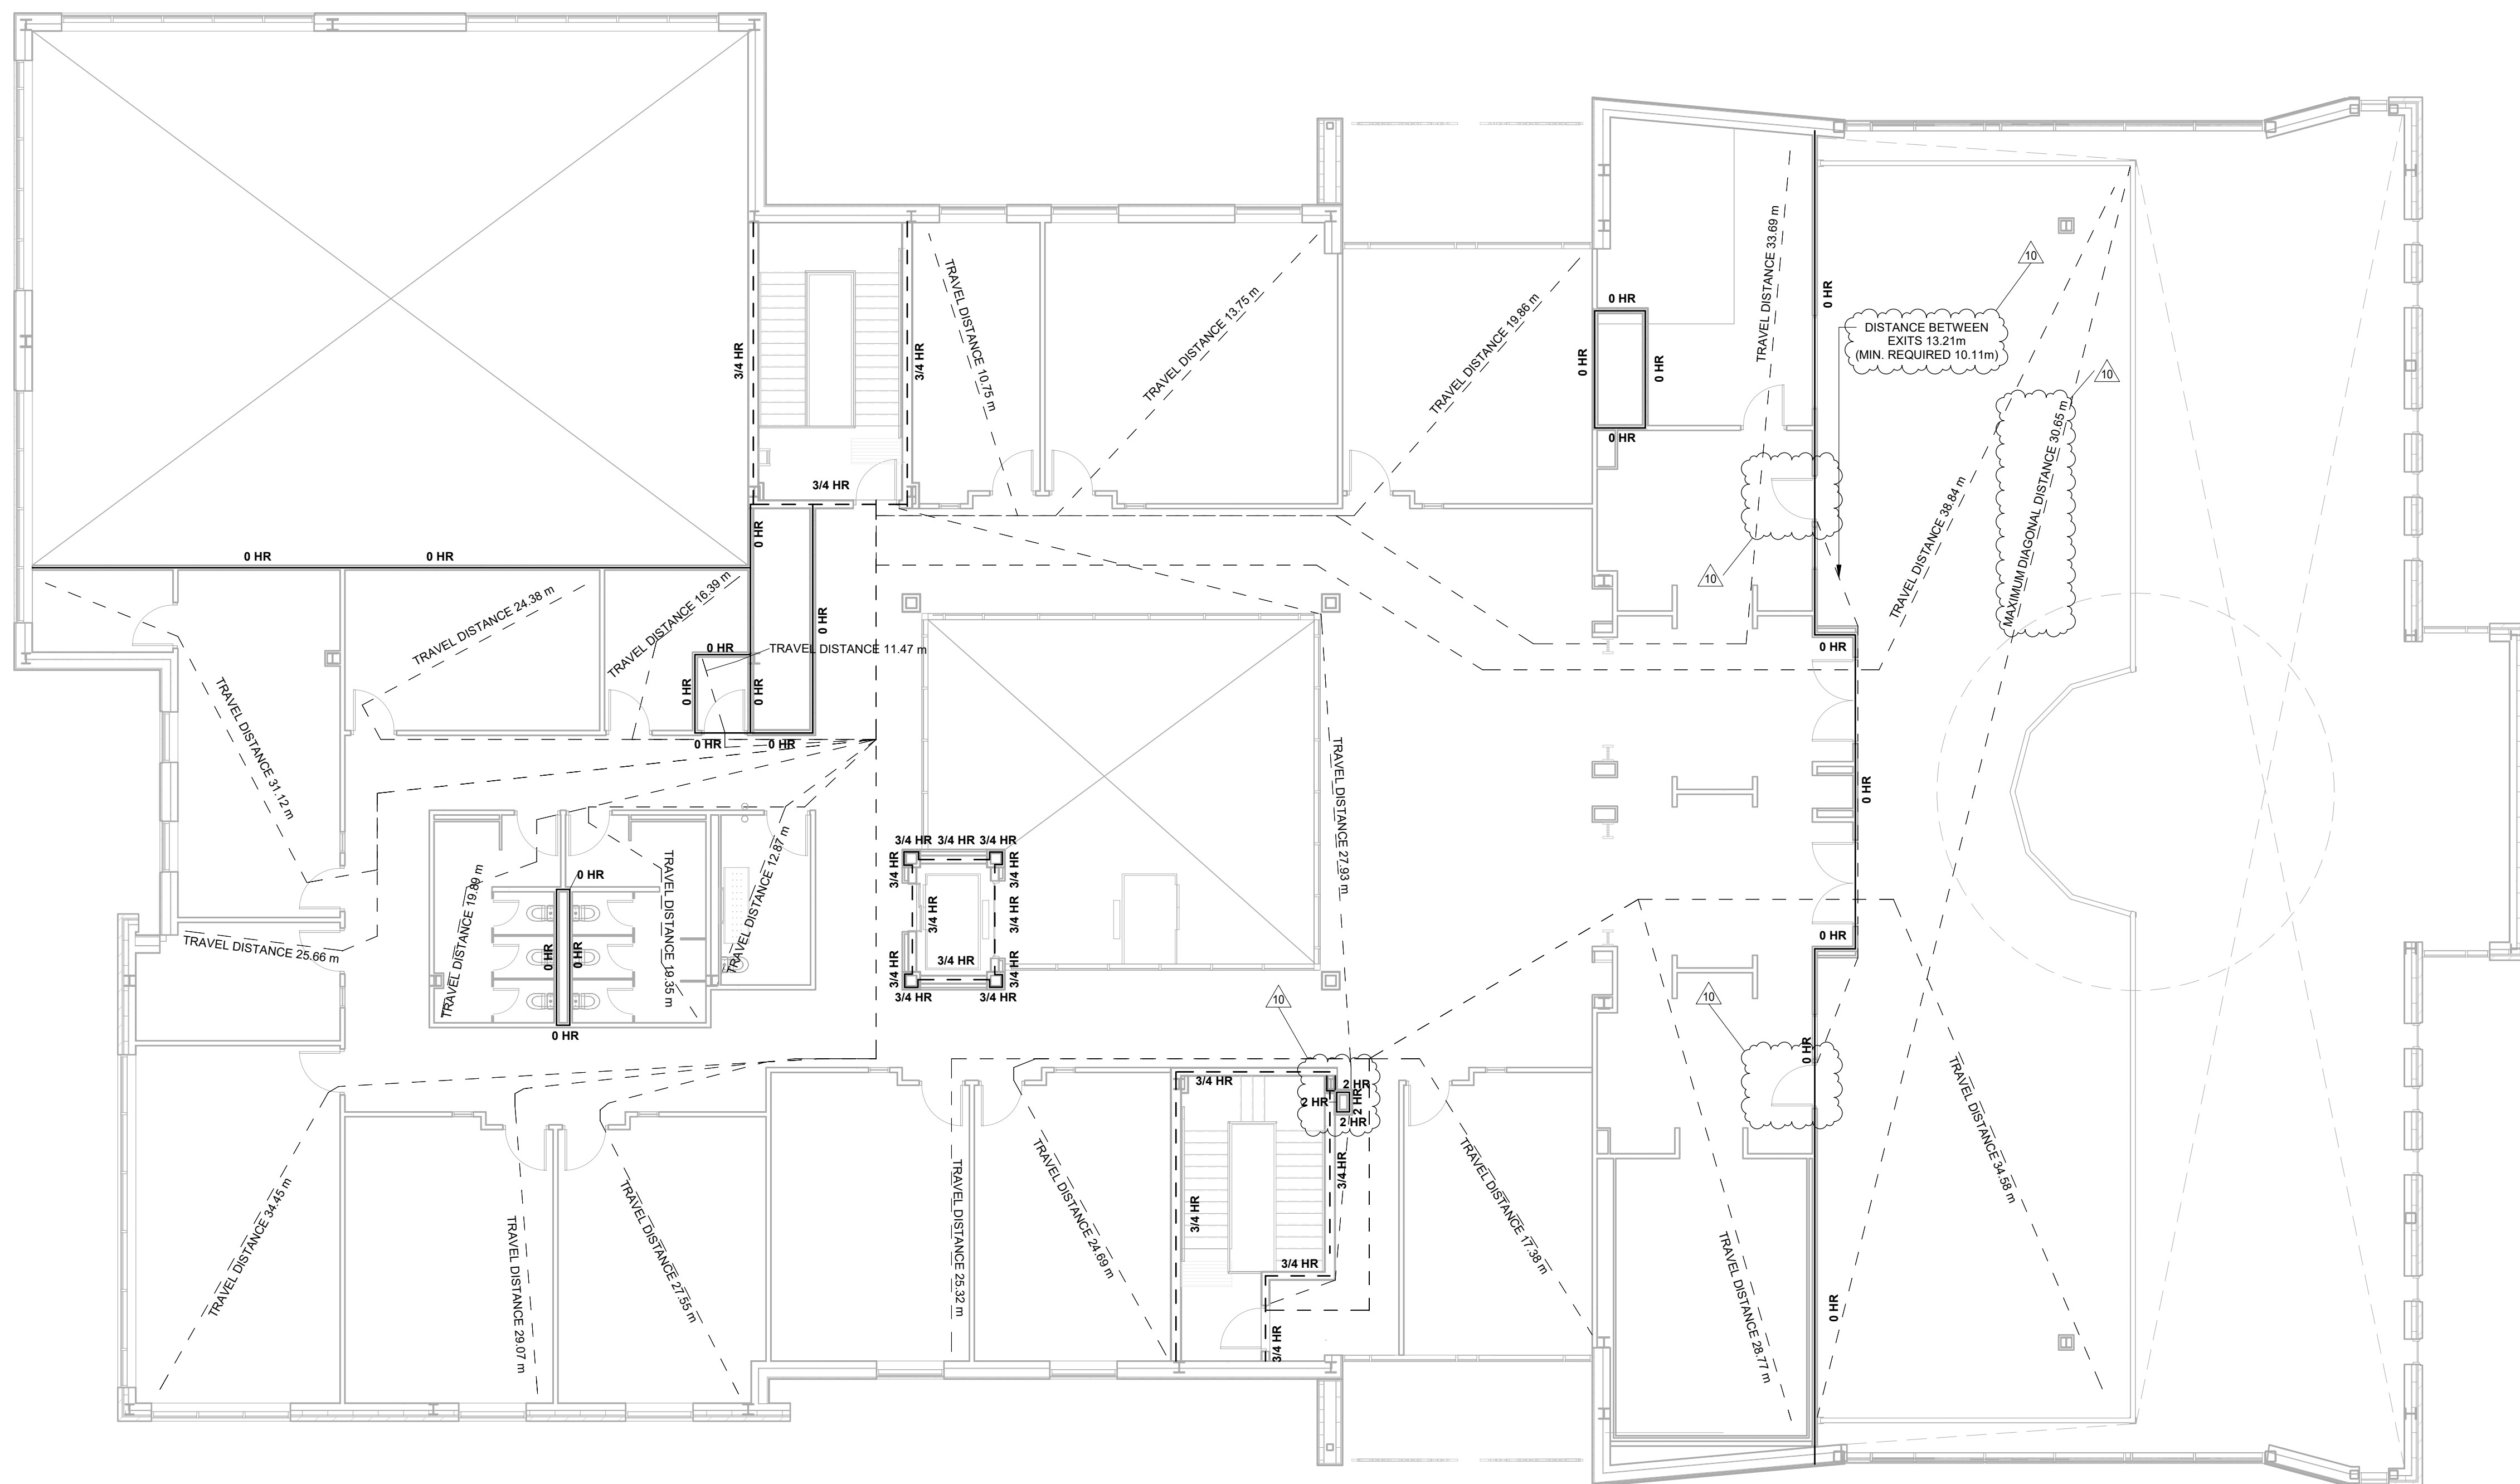 TRAVEL DISTANCE 33.69 m
TRAVEL DISTANCE 10.75 m
TRAVEL DISTANCE 13.75 m
TRAVEL DISTANCE 19.86 m
10
0 HR
0 HR
DISTANCE BETWEEN
EXITS 13.21m
(MIN. REQUIRED 10.11m)
3/4 HR
3/4 HR
0 HR
0 HR
10
0 HR
MAXIMUM DIAGONAL DISTANCE 30.65 m
TRAVEL DISTANCE 38.84 m
3/4 HR
0 HR
0 HR
0 HR
10
TRAVEL DISTANCE 24.38 m
TRAVEL DISTANCE 16.39 m
0 HR
0 HR
TRAVEL DISTANCE 11.47 m
0 HR
0 HR
0 HR
0 HR
0 HR
0 HR
TRAVEL DISTANCE 31.12 m
TRAVEL DISTANCE 27.93 m
0 HR
3/4 HR
3/4 HR
3/4 HR
3/4 HR
3/4 HR
0 HR
TRAVEL DISTANCE 19.89 m
TRAVEL DISTANCE 19.35 m
TRAVEL DISTANCE 12.87 m
3/4 HR
3/4 HR
0 HR
TRAVEL DISTANCE 25.66 m
0 HR
0 HR
3/4 HR
3/4 HR
3/4 HR
3/4 HR
3/4 HR
10
10
0 HR
0 HR
3/4 HR
2 HR
2 HR
2 HR
2 HR
TRAVEL DISTANCE 34.58 m
TRAVEL DISTANCE 34.45 m
TRAVEL DISTANCE 29.07 m
TRAVEL DISTANCE 27.55 m
TRAVEL DISTANCE 25.32 m
TRAVEL DISTANCE 24.69 m
3/4 HR
3/4 HR
3/4 HR
3/4 HR
TRAVEL DISTANCE 17.38 m
TRAVEL DISTANCE 28.77 m
0 HR